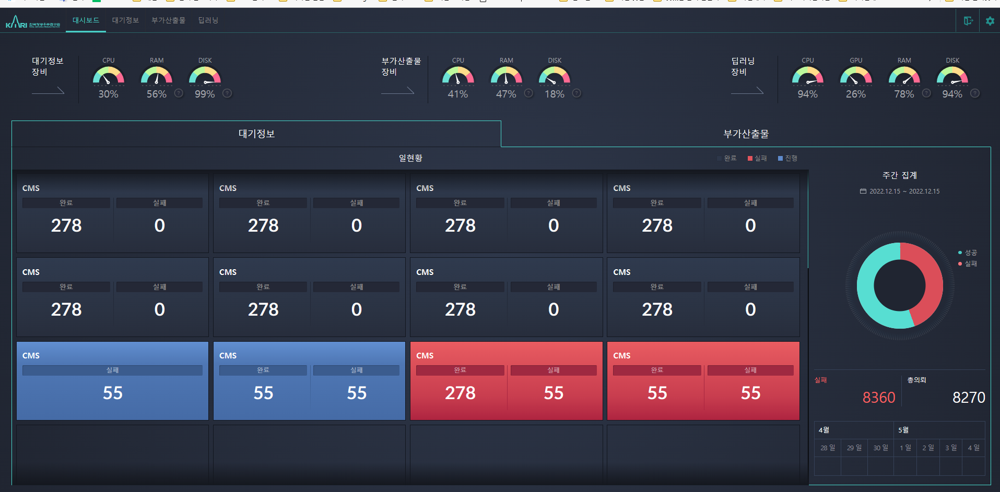 KARI 한국항공우주연구원
대시보드 대기정보 부가산출물 딥러닝
대기정보
장비
CPU RAM DISK
30% 56% ? 99% ?
부가산출물
장비
CPU RAM DISK
41% 47% ? 18% ?
딥러닝
장비
CPU GPU RAM DISK
94% 26% 78% ? 94% ?
대기정보 부가산출물
일현황
완료 실패 진행
CMS CMS CMS CMS
완료 실패 완료 실패 완료 실패 완료 실패
278 0 278 0 278 0 278 0
CMS CMS CMS CMS
완료 실패 완료 실패 완료 실패 완료 실패
278 0 278 0 278 0 278 0
CMS CMS CMS CMS
실패 완료 실패 완료 실패 완료 실패
55 55 55 278 55 55 55
주간 집계
2022.12.15 ~ 2022.12.15
성공
실패
실패 총의뢰
8360 8270
4월 5월
28 일 29 일 30 일 1 일 2 일 3 일 4 일